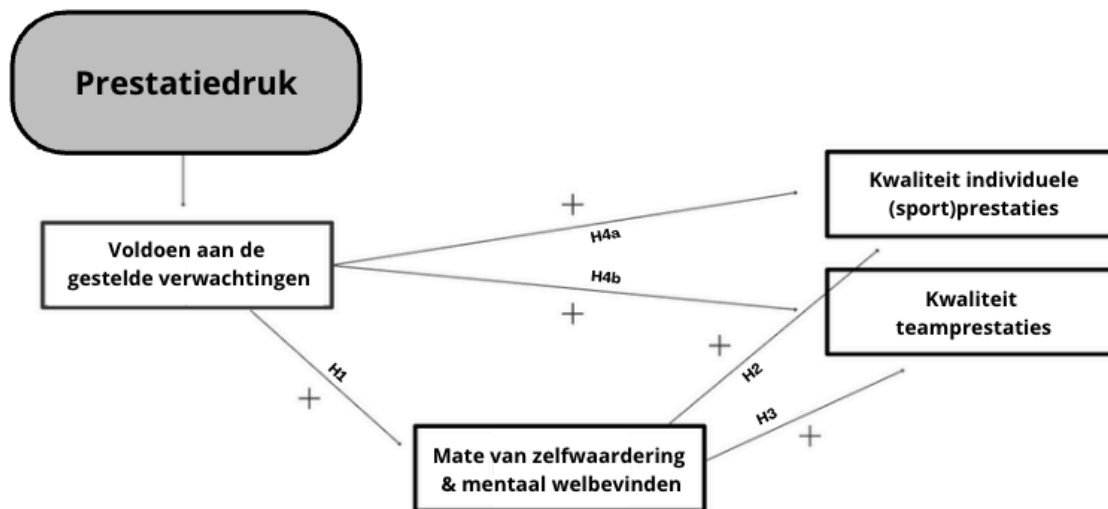 Prestatiedruk
Kwaliteit individuele
(sport)prestaties
+
H4a
Voldoen aan de
gestelde verwachtingen
H4b
+
Kwaliteit
teamprestaties
+
H2
H1
+
H3
+
Mate van zelfwaardering
& mentaal welbevinden